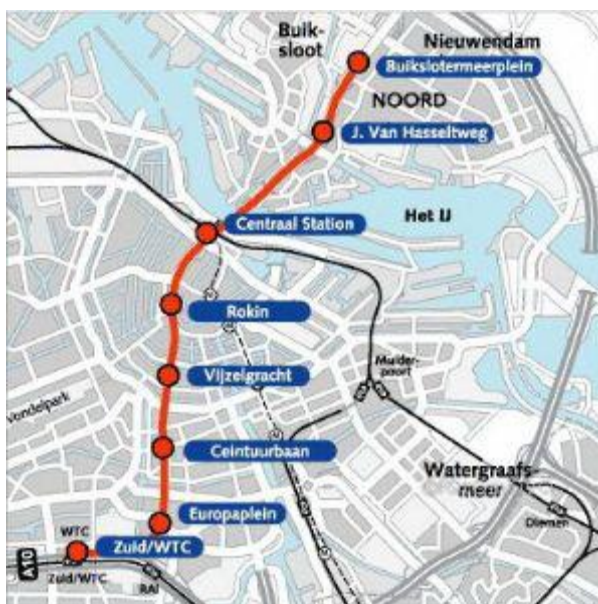 Buik-
sloot
Nieuwendam
Buikslotermeerplein
NOORD
J. Van Hasseltweg
Het IJ
Centraal Station
Rokin
Muider-
poort
Vijzelgracht
Vondelpark
Ceintuurbaan
Watergraafs-
meer
Europaplein
Diemen
WTC
Zuid/WTC
A10
Zuid/WTC
RAI